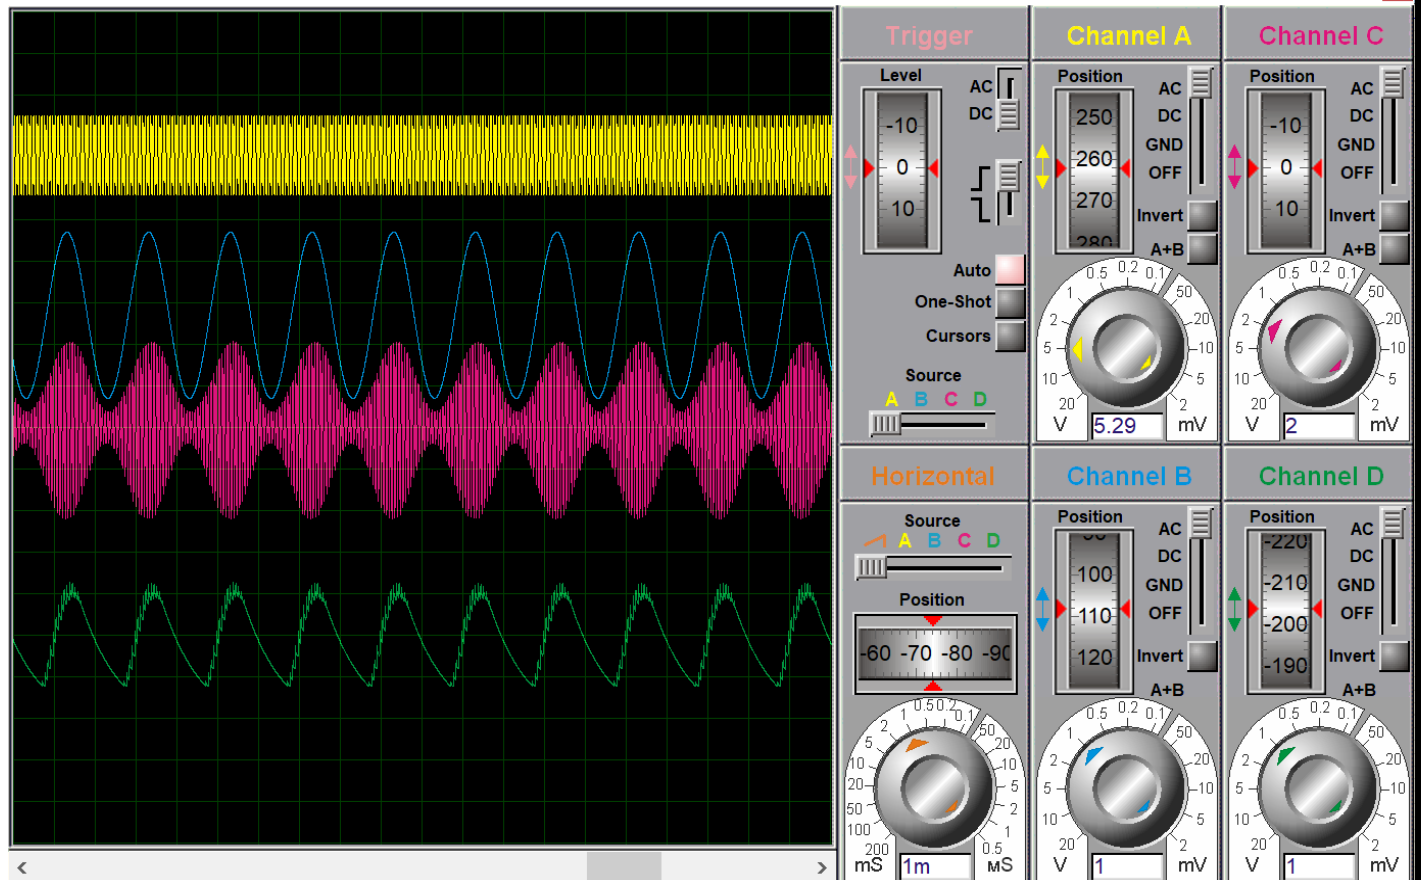 Trigger
Level
AC
DC
-10
0
10
Auto
One-Shot
Cursors
Source
A B C D
Channel A
Position
AC
DC
GND
OFF
250
260
270
280
Invert
A+B
20 10 5 2 1 0.5 0.2 0.1 50 20 10 5 2
V 5.29 mV
Channel C
Position
AC
DC
GND
OFF
-10
0
10
Invert
A+B
20 10 5 2 1 0.5 0.2 0.1 50 20 10 5 2
V 2 mV
Horizontal
Source
A B C D
Position
-60 -70 -80 -90
200 100 50 20 10 5 2 1 0.5 0.2 0.1 50 20 10 5 2 1 0.5
mS 1m мS
Channel B
Position
AC
DC
GND
OFF
90
100
110
120
Invert
A+B
20 10 5 2 1 0.5 0.2 0.1 50 20 10 5 2
V 1 mV
Channel D
Position
AC
DC
GND
OFF
-220
-210
-200
-190
Invert
A+B
20 10 5 2 1 0.5 0.2 0.1 50 20 10 5 2
V 1 mV